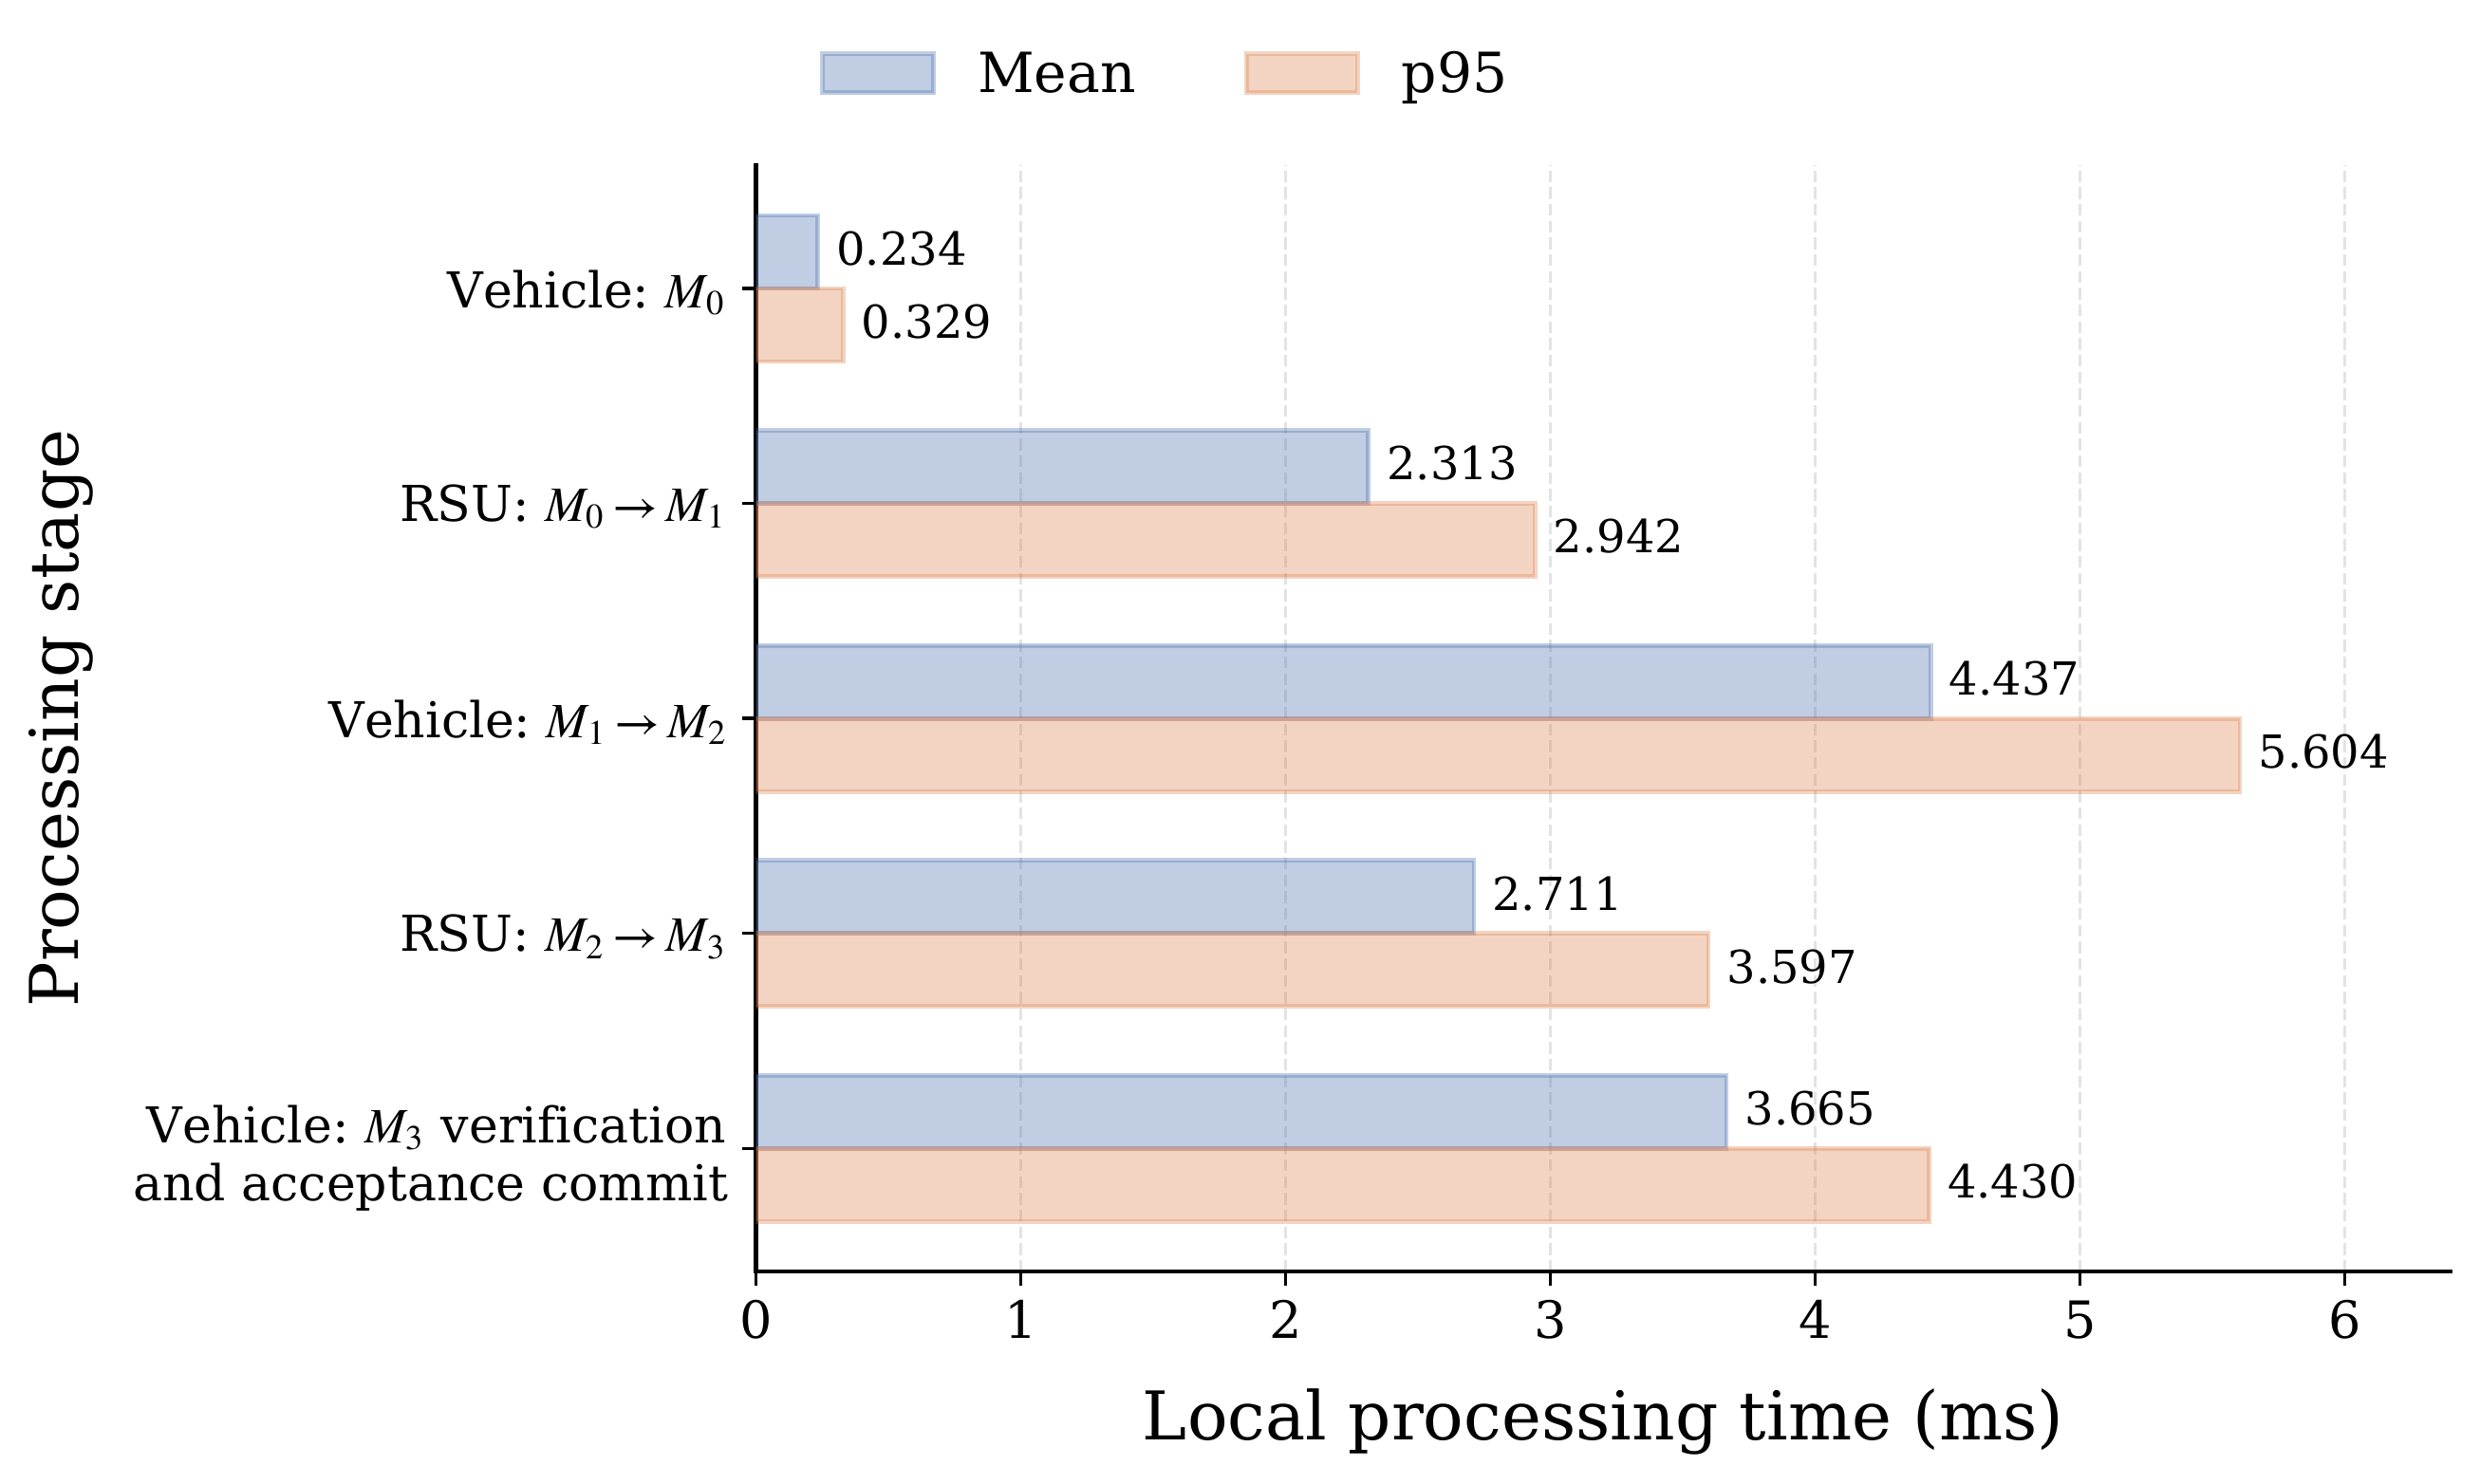 Mean p95
Processing stage
Vehicle: M₀
0.234
0.329
RSU: M₀→M₁
2.313
2.942
Vehicle: M₁→M₂
4.437
5.604
RSU: M₂→M₃
2.711
3.597
Vehicle: M₃ verification
and acceptance commit
3.665
4.430
0 1 2 3 4 5 6
Local processing time (ms)